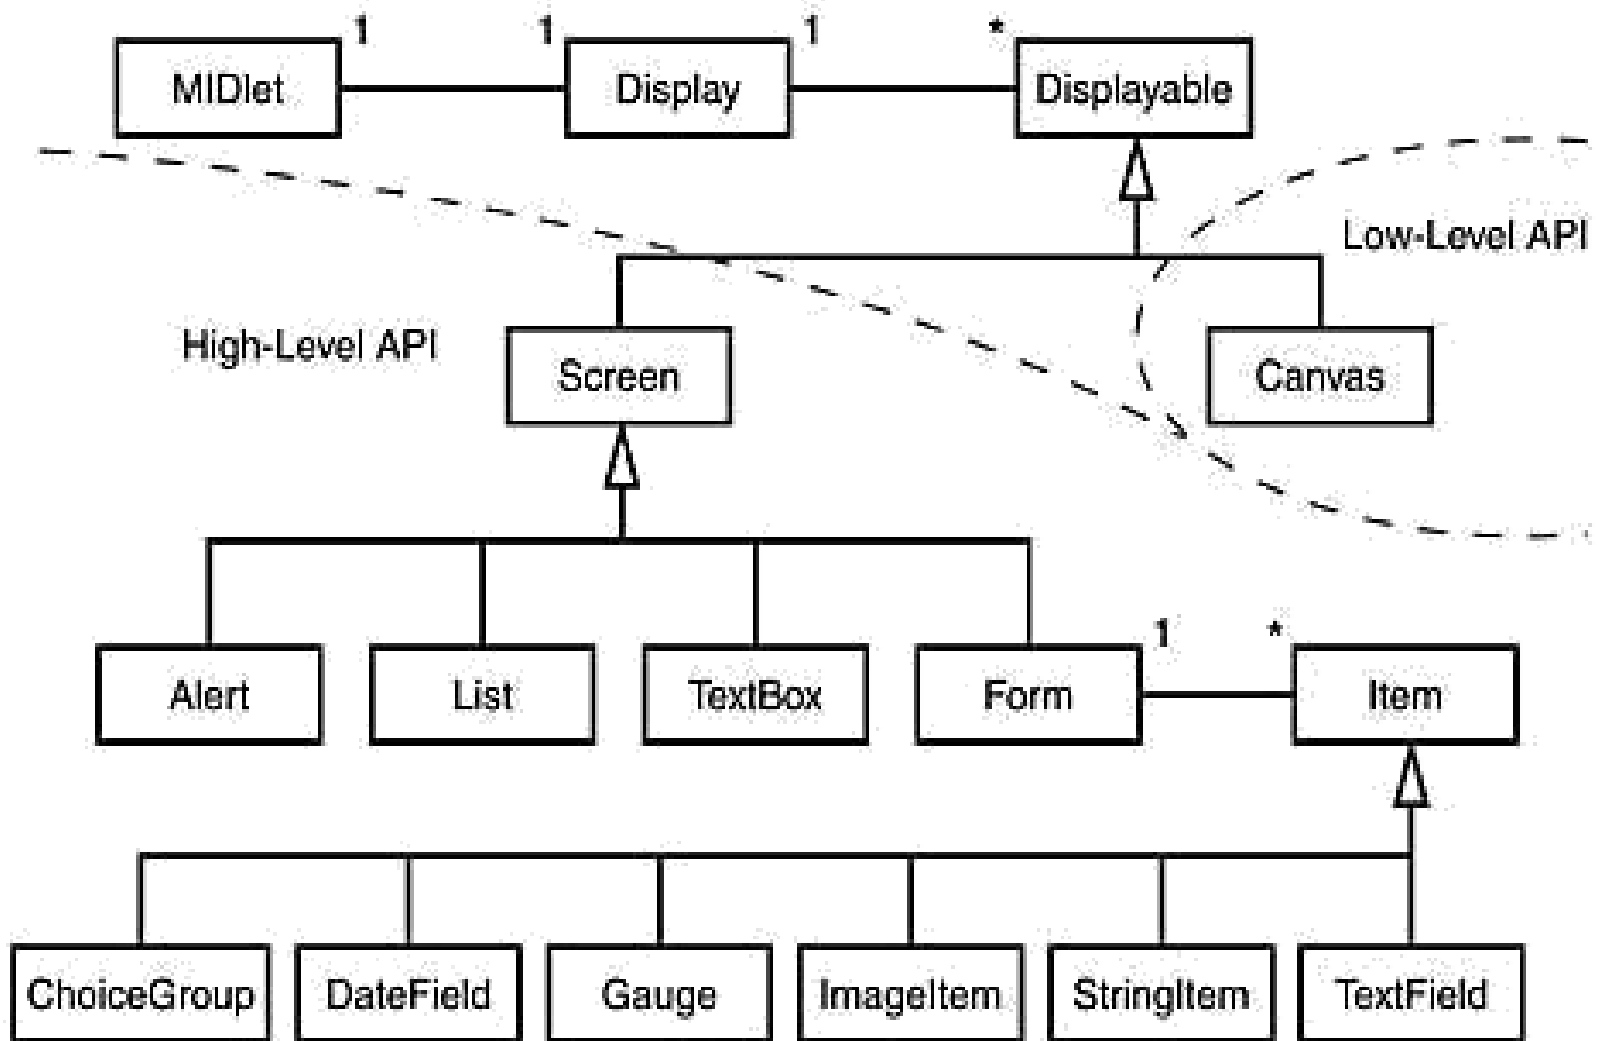 1 1 1 *
MIDlet Display Displayable
Low-Level API
High-Level API
Screen Canvas
1 *
Alert List TextBox Form Item
ChoiceGroup DateField Gauge ImageItem StringItem TextField